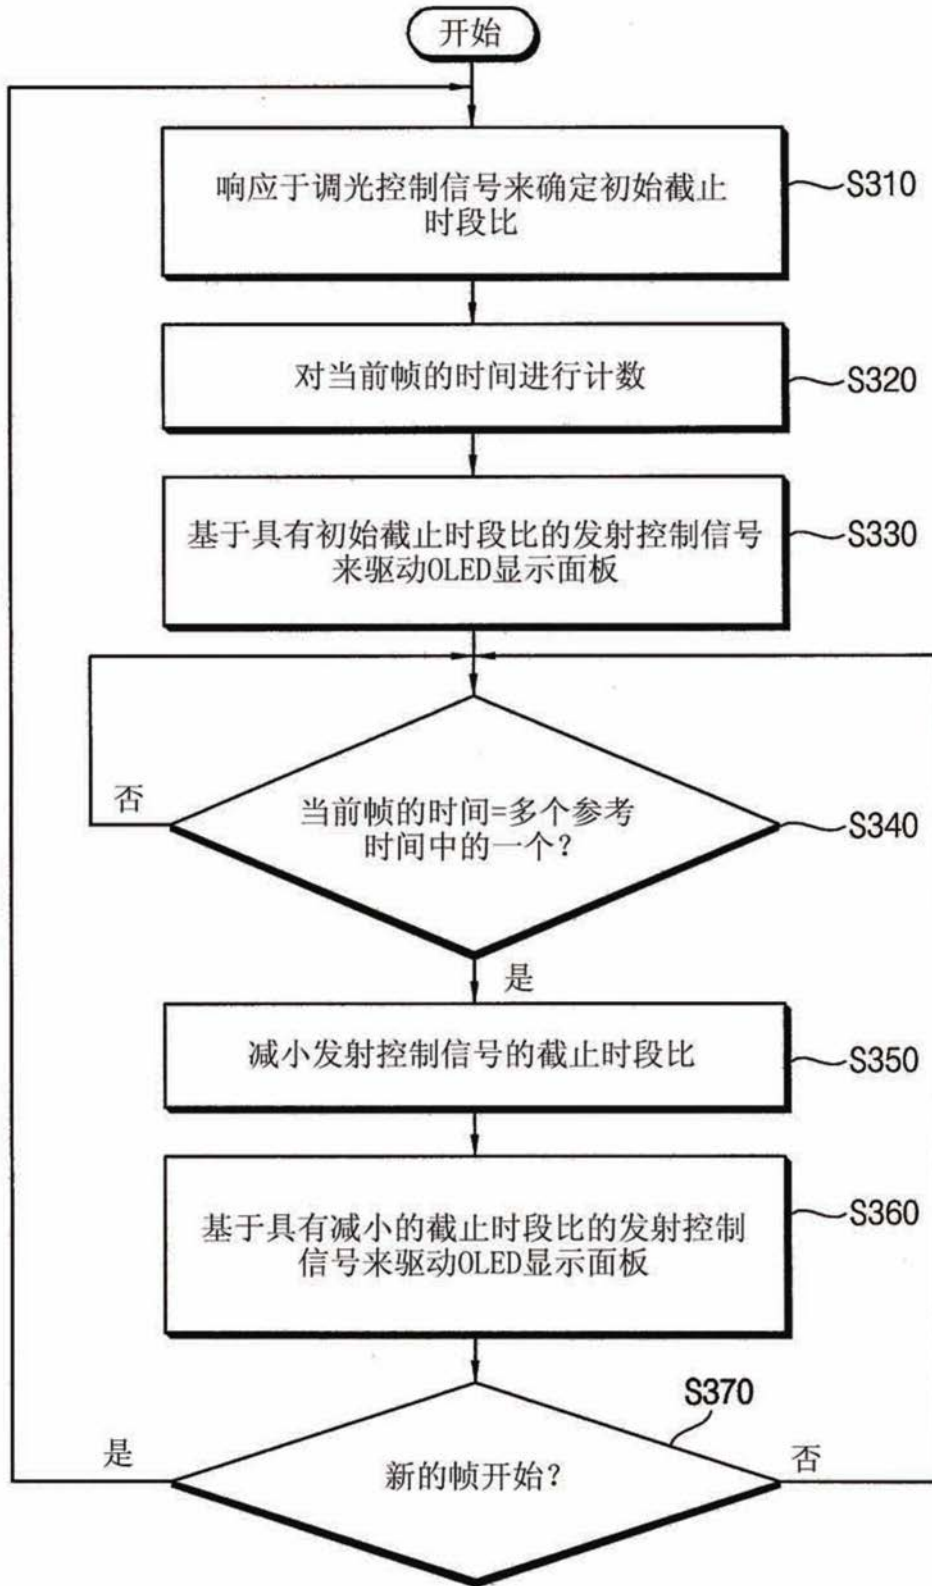 开始
响应于调光控制信号来确定初始截止
时段比
S310
对当前帧的时间进行计数
S320
基于具有初始截止时段比的发射控制信号
来驱动OLED显示面板
S330
否
当前帧的时间=多个参考
时间中的一个?
S340
是
减小发射控制信号的截止时段比
S350
基于具有减小的截止时段比的发射控制
信号来驱动OLED显示面板
S360
S370
是
新的帧开始?
否